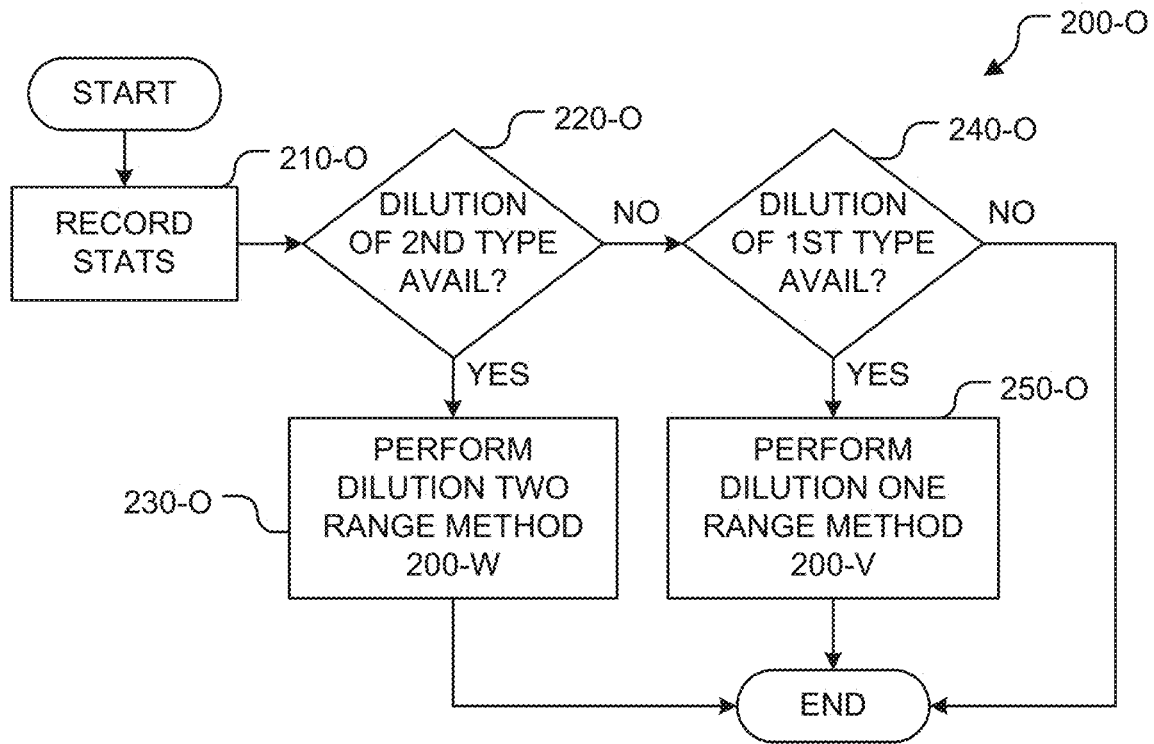 200-O
START
210-O
220-O
240-O
RECORD
STATS
DILUTION
OF 2ND TYPE
AVAIL?
NO
DILUTION
OF 1ST TYPE
AVAIL?
NO
YES
YES
230-O
PERFORM
DILUTION TWO
RANGE METHOD
200-W
250-O
PERFORM
DILUTION ONE
RANGE METHOD
200-V
END